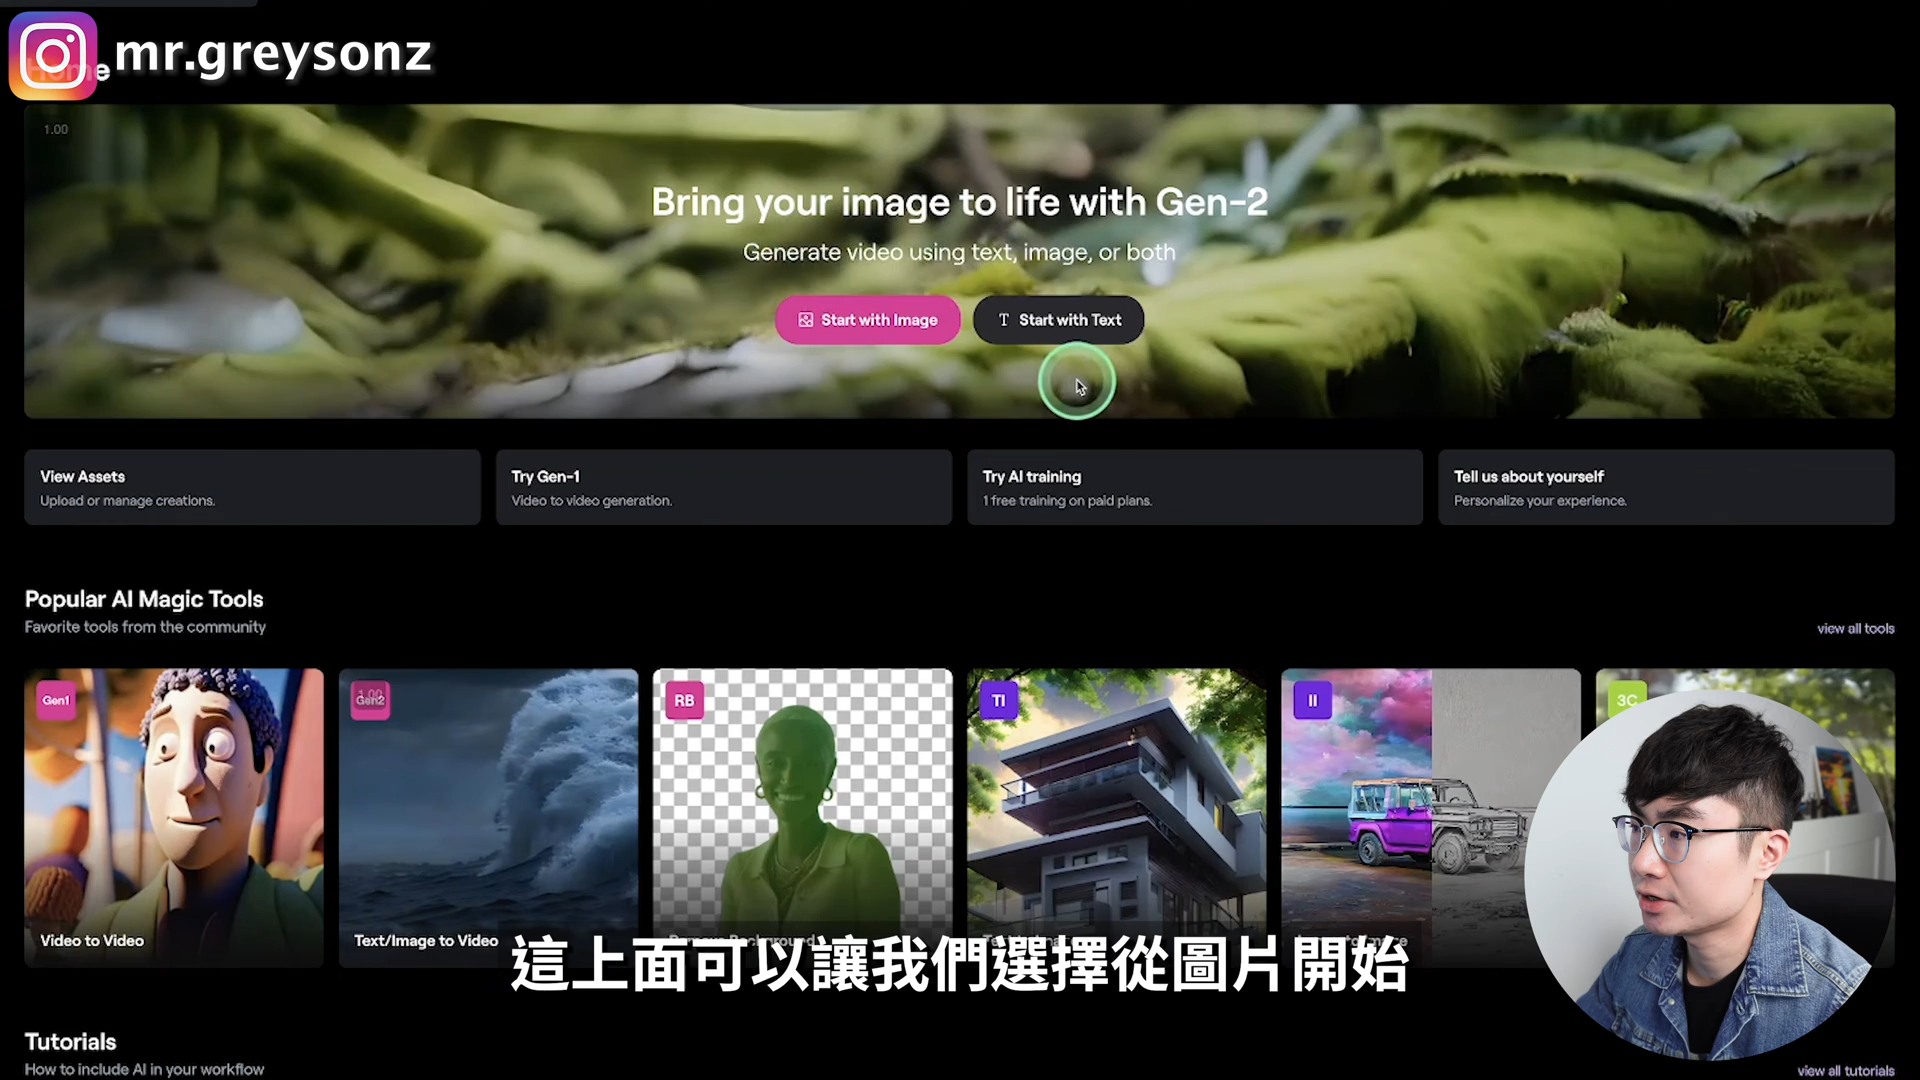 mr.greysonz
1.00
Bring your image to life with Gen-2
Generate video using text, image, or both
Start with Image
T Start with Text
View Assets
Upload or manage creations.
Try Gen-1
Video to video generation.
Try AI training
1 free training on paid plans.
Tell us about yourself
Personalize your experience.
Popular AI Magic Tools
Favorite tools from the community
view all tools
Gen1
Gen2
RB
TI
II
3C
Video to Video
Text/Image to Video
這上面可以讓我們選擇從圖片開始
Tutorials
How to include AI in your workflow
view all tutorials